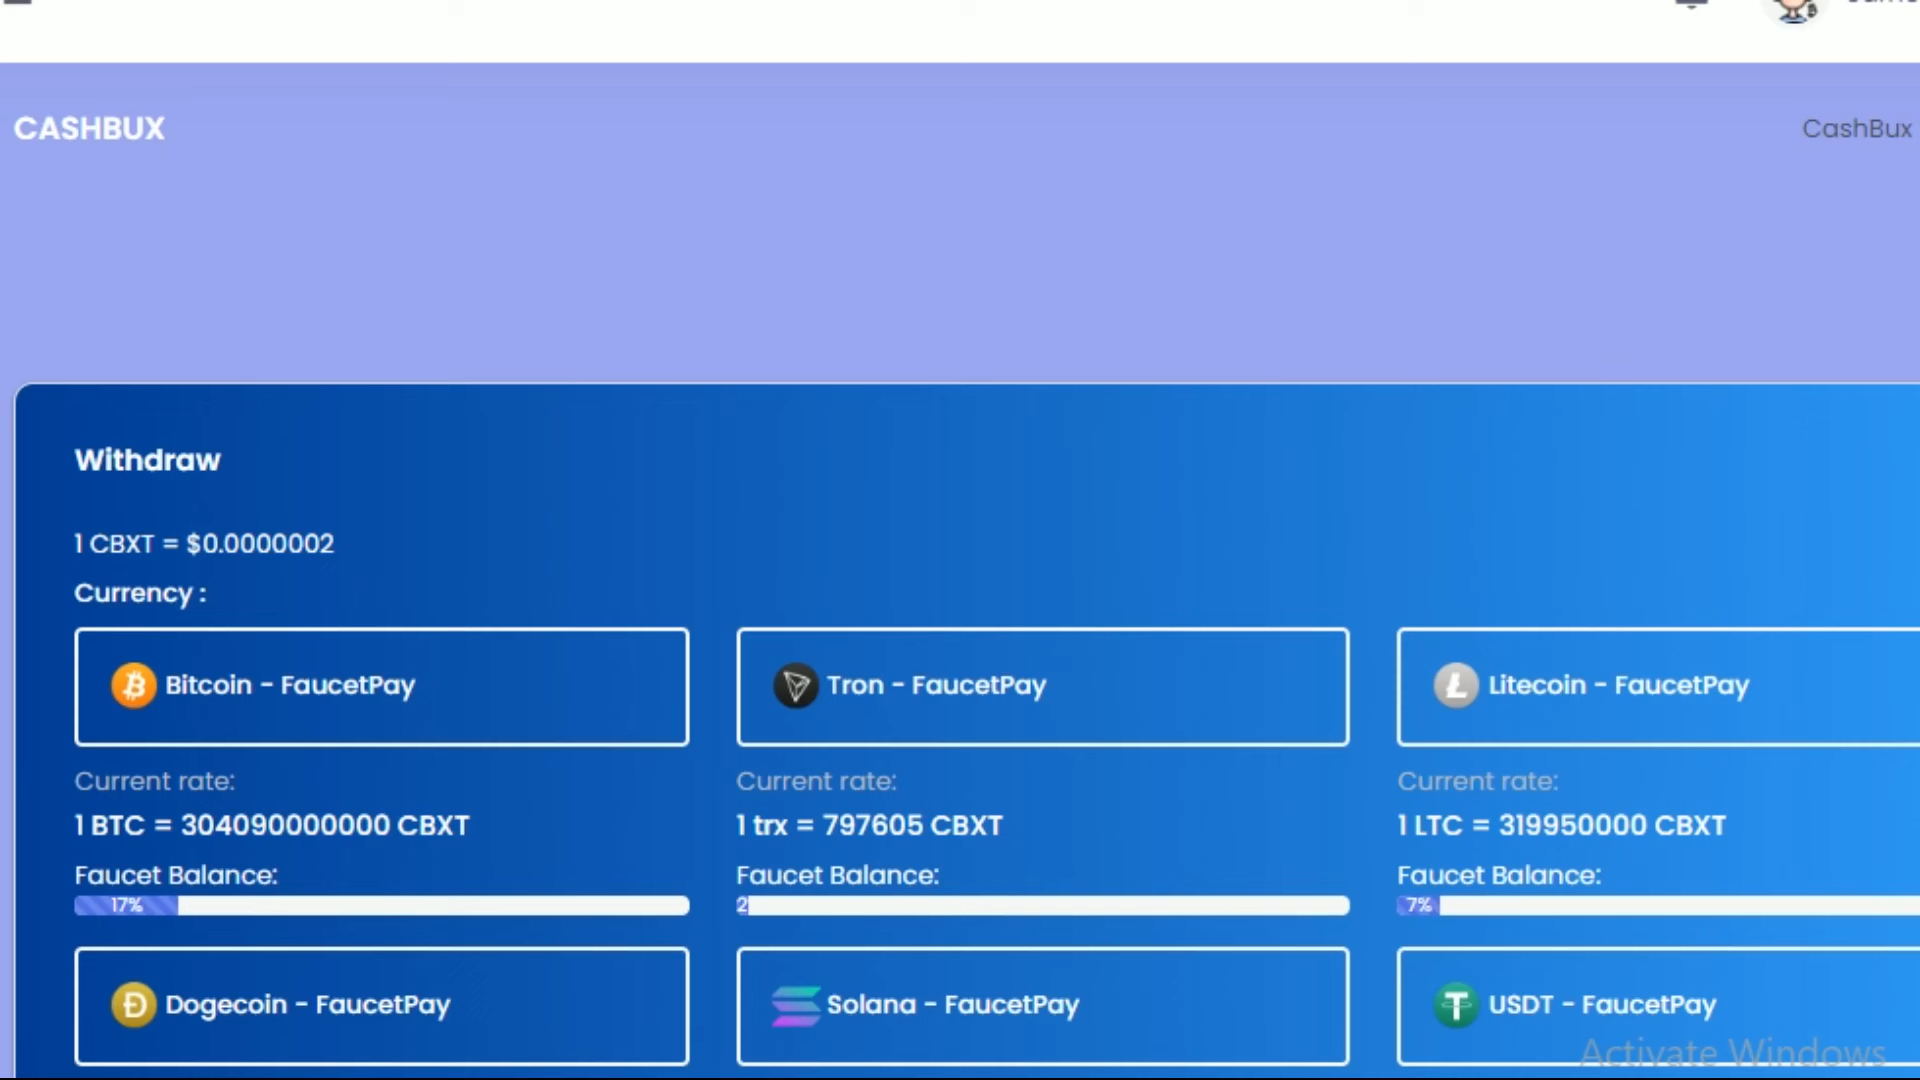 CASHBUX
CashBux
Withdraw
1 CBXT = $0.0000002
Currency :
Bitcoin - FaucetPay
Tron - FaucetPay
Litecoin - FaucetPay
Current rate:
Current rate:
Current rate:
1 BTC = 304090000000 CBXT
1 trx = 797605 CBXT
1 LTC = 319950000 CBXT
Faucet Balance:
Faucet Balance:
Faucet Balance:
17%
2
7%
Dogecoin - FaucetPay
Solana - FaucetPay
USDT - FaucetPay
Activate Windows